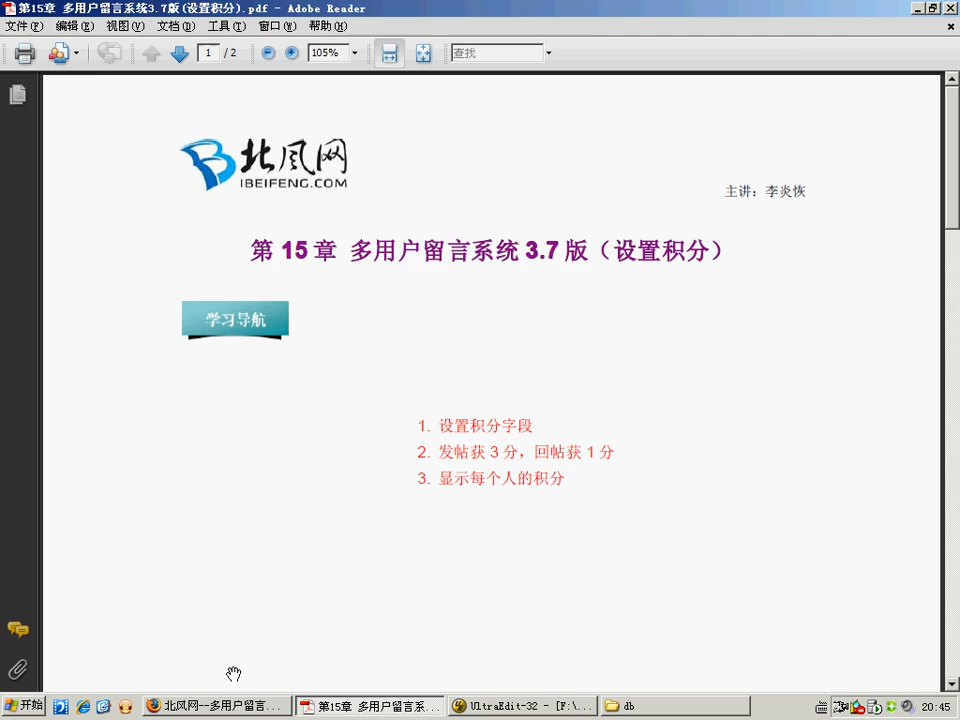 第15章 多用户留言系统3.7版(设置积分).pdf - Adobe Reader
文件(F) 编辑(E) 视图(V) 文档(D) 工具(T) 窗口(W) 帮助(H)
1 / 2 105% 查找
北风网
IBEIFENG.COM
主讲：李炎恢
第 15 章 多用户留言系统 3.7 版（设置积分）
学习导航
1. 设置积分字段
2. 发帖获 3 分，回帖获 1 分
3. 显示每个人的积分
开始 北风网--多用户留言... 第15章 多用户留言系... UltraEdit-32 - [F:\... db 20:45